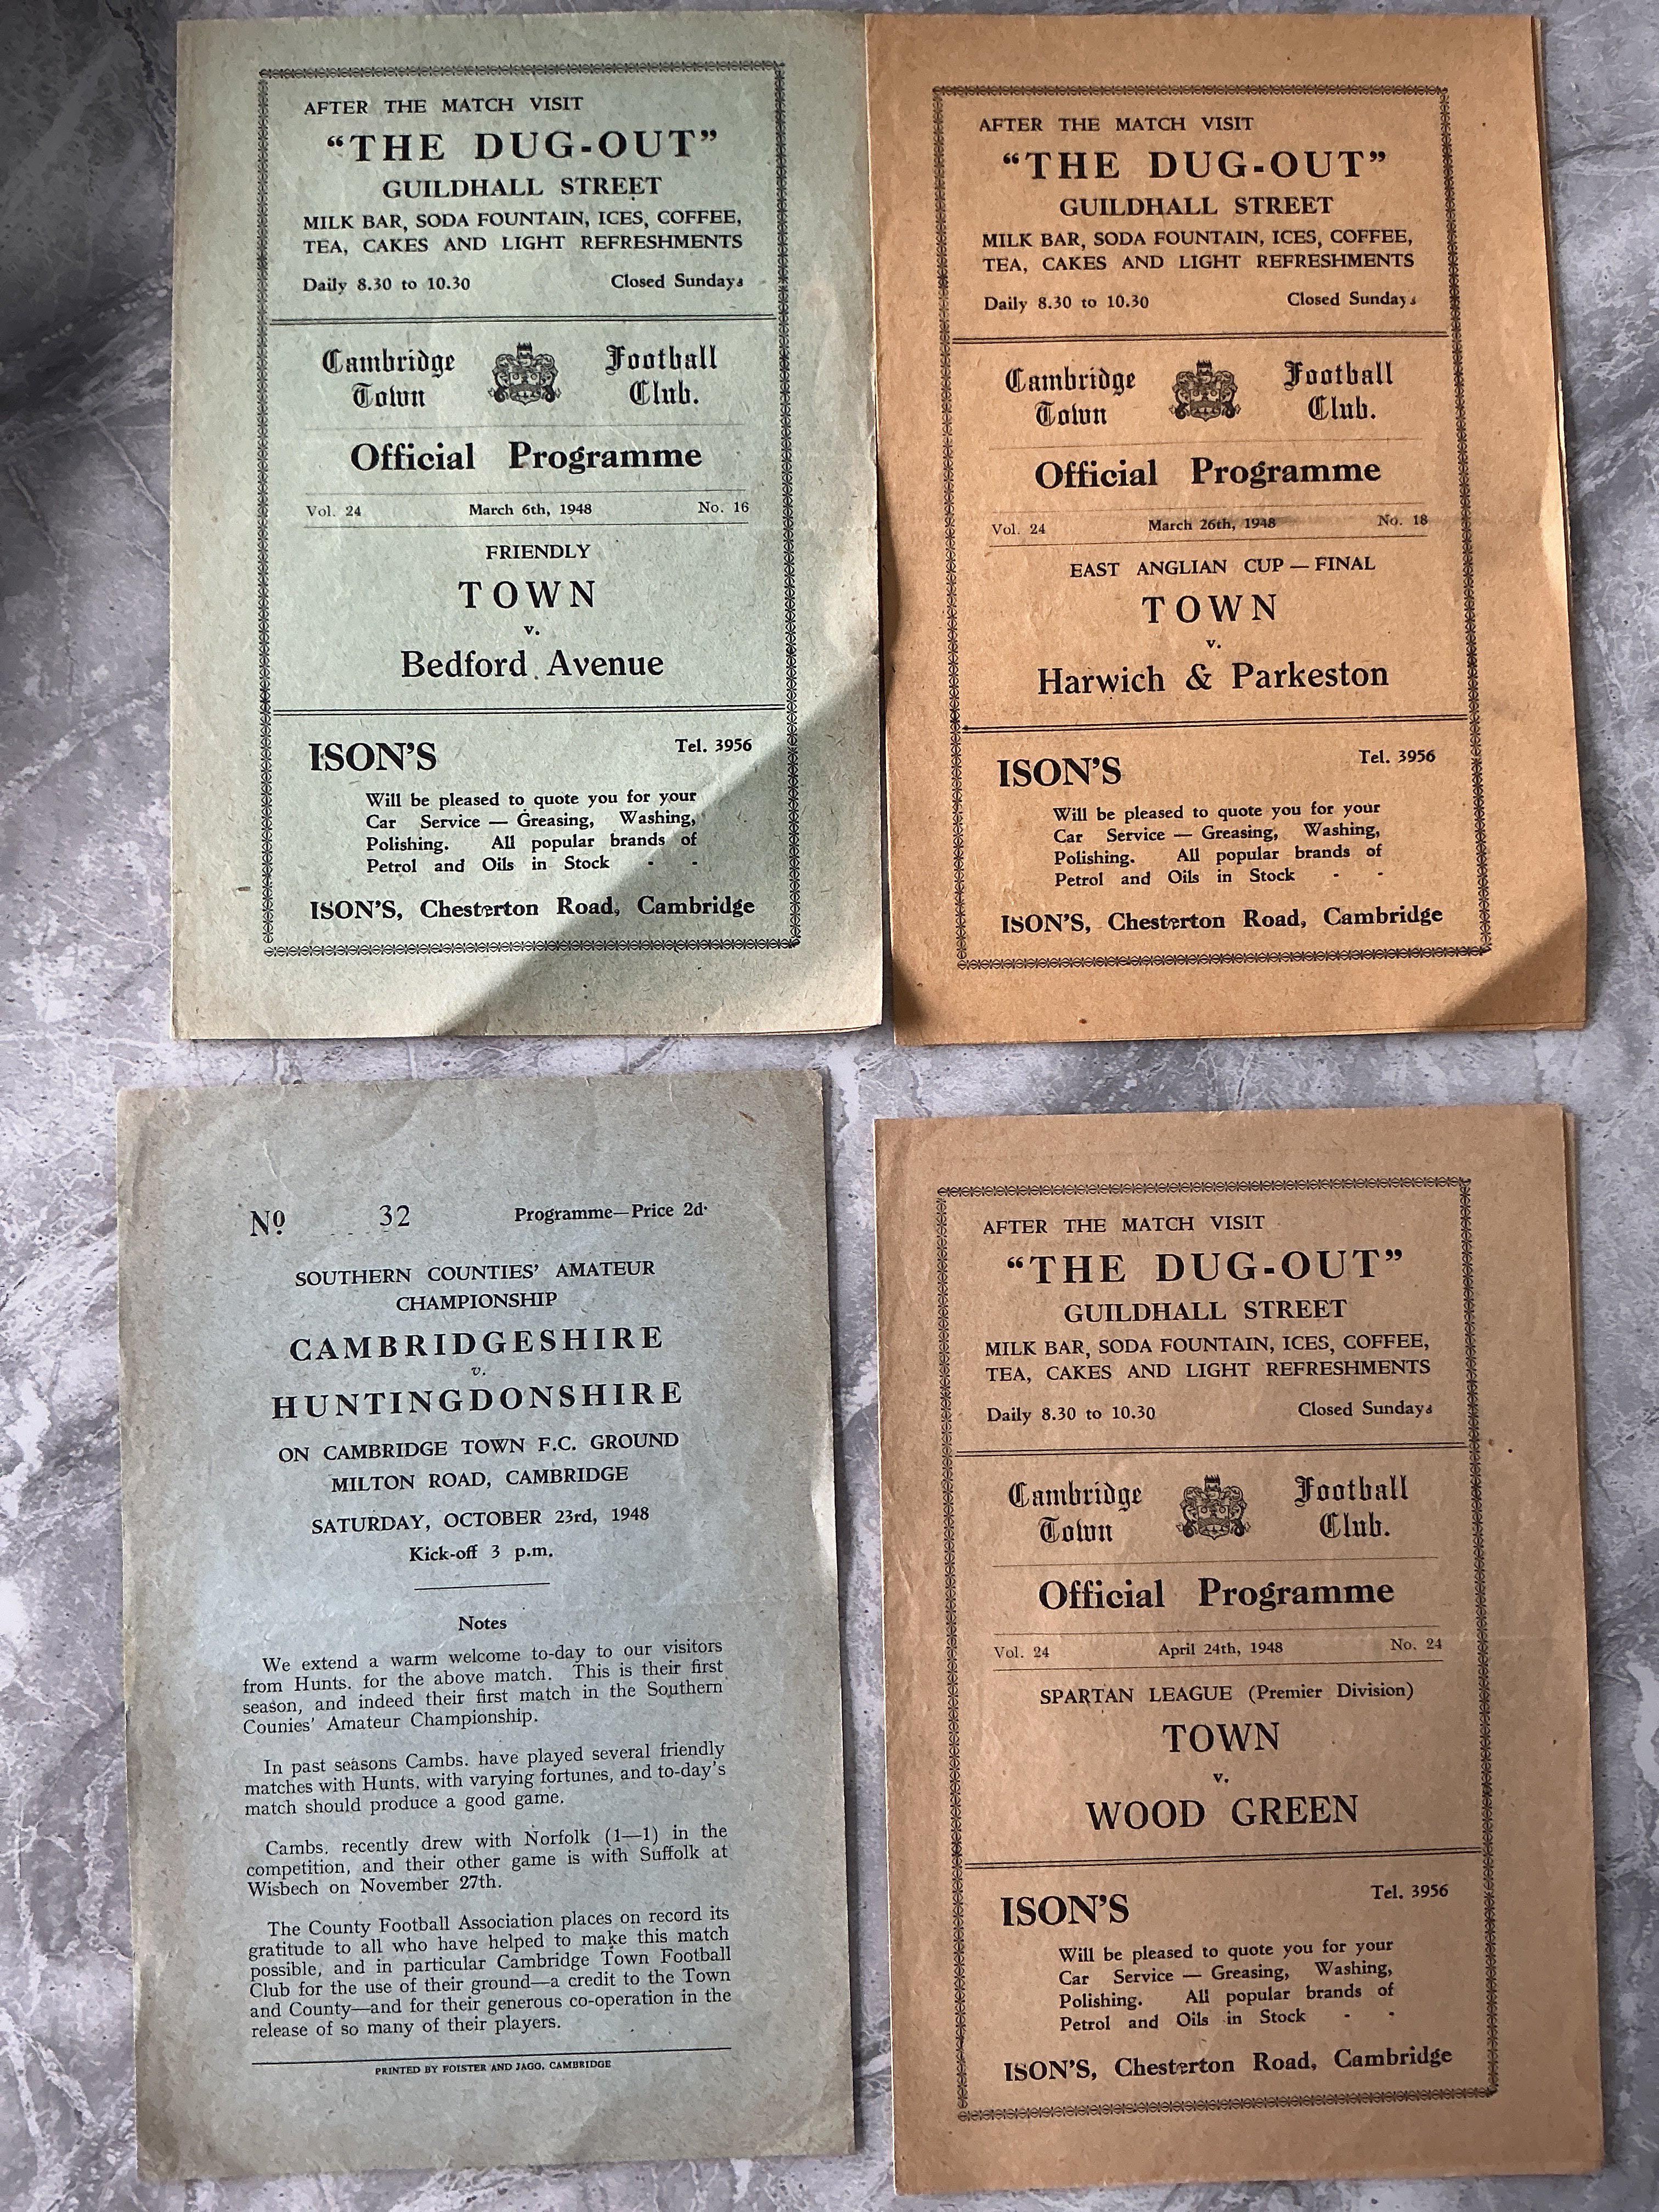 AFTER THE MATCH VISIT
"THE DUG-OUT"
GUILDHALL STREET
MILK BAR, SODA FOUNTAIN, ICES, COFFEE,
TEA, CAKES AND LIGHT REFRESHMENTS
Daily 8.30 to 10.30 Closed Sundays
Cambridge Football
Town Club.
Official Programme
Vol. 24 March 6th, 1948 No. 16
FRIENDLY
TOWN
v.
Bedford Avenue
ISON'S Tel. 3956
Will be pleased to quote you for your
Car Service — Greasing, Washing,
Polishing. All popular brands of
Petrol and Oils in Stock - -
ISON'S, Chesterton Road, Cambridge
AFTER THE MATCH VISIT
"THE DUG-OUT"
GUILDHALL STREET
MILK BAR, SODA FOUNTAIN, ICES, COFFEE,
TEA, CAKES AND LIGHT REFRESHMENTS
Daily 8.30 to 10.30 Closed Sundays
Cambridge Football
Town Club.
Official Programme
Vol. 24 March 26th, 1948 No. 18
EAST ANGLIAN CUP — FINAL
TOWN
v.
Harwich & Parkeston
ISON'S Tel. 3956
Will be pleased to quote you for your
Car Service — Greasing, Washing,
Polishing. All popular brands of
Petrol and Oils in Stock - -
ISON'S, Chesterton Road, Cambridge
Nº 32 Programme—Price 2d.
SOUTHERN COUNTIES' AMATEUR
CHAMPIONSHIP
CAMBRIDGESHIRE
v.
HUNTINGDONSHIRE
ON CAMBRIDGE TOWN F.C. GROUND
MILTON ROAD, CAMBRIDGE
SATURDAY, OCTOBER 23rd, 1948
Kick-off 3 p.m.
Notes
We extend a warm welcome to-day to our visitors
from Hunts. for the above match. This is their first
season, and indeed their first match in the Southern
Counies' Amateur Championship.
In past seasons Cambs. have played several friendly
matches with Hunts. with varying fortunes, and to-day's
match should produce a good game.
Cambs. recently drew with Norfolk (1—1) in the
competition, and their other game is with Suffolk at
Wisbech on November 27th.
The County Football Association places on record its
gratitude to all who have helped to make this match
possible, and in particular Cambridge Town Football
Club for the use of their ground—a credit to the Town
and County—and for their generous co-operation in the
release of so many of their players.
PRINTED BY FOISTER AND JAGG, CAMBRIDGE
AFTER THE MATCH VISIT
"THE DUG-OUT"
GUILDHALL STREET
MILK BAR, SODA FOUNTAIN, ICES, COFFEE,
TEA, CAKES AND LIGHT REFRESHMENTS
Daily 8.30 to 10.30 Closed Sundays
Cambridge Football
Town Club.
Official Programme
Vol. 24 April 24th, 1948 No. 24
SPARTAN LEAGUE (Premier Division)
TOWN
v.
WOOD GREEN
ISON'S Tel. 3956
Will be pleased to quote you for your
Car Service — Greasing, Washing,
Polishing. All popular brands of
Petrol and Oils in Stock - -
ISON'S, Chesterton Road, Cambridge